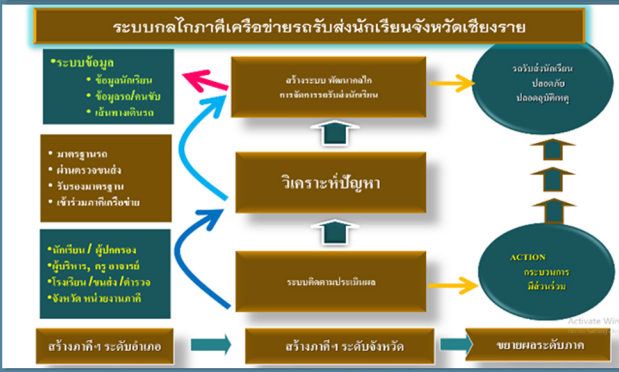 ระบบกลไกภาคีเครือข่ายรถรับส่งนักเรียนจังหวัดเชียงราย
•ระบบข้อมูล
• ข้อมูลนักเรียน
• ข้อมูลรถ/คนขับ
• เส้นทางเดินรถ
สร้างระบบ พัฒนากลไก
การจัดการรถรับส่งนักเรียน
รถรับส่งนักเรียน
ปลอดภัย
ปลอดอุบัติเหตุ
• มาตรฐานรถ
• ผ่านตรวจขนส่ง
• รับรองมาตรฐาน
• เข้าร่วมภาคีเครือข่าย
วิเคราะห์ปัญหา
•นักเรียน / ผู้ปกครอง
•ผู้บริหาร, ครู อาจารย์
•โรงเรียน /ขนส่ง /ตำรวจ
•จังหวัด หน่วยงานภาคี
ระบบติดตามประเมินผล
ACTION
กระบวนการ
มีส่วนร่วม
Activate Win
สร้างภาคีฯ ระดับอำเภอ
สร้างภาคีฯ ระดับจังหวัด
ขยายผลระดับภาค